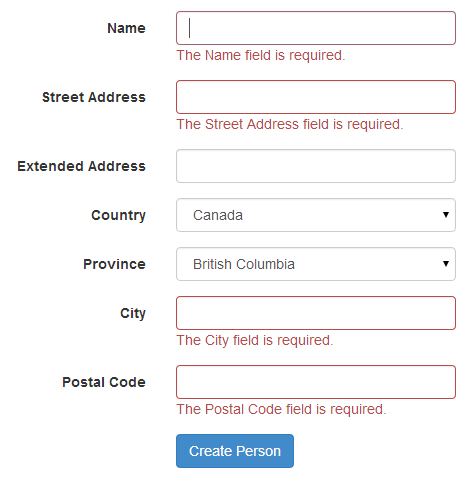 Name
The Name field is required.
Street Address
The Street Address field is required.
Extended Address
Country Canada
Province British Columbia
City
The City field is required.
Postal Code
The Postal Code field is required.
Create Person